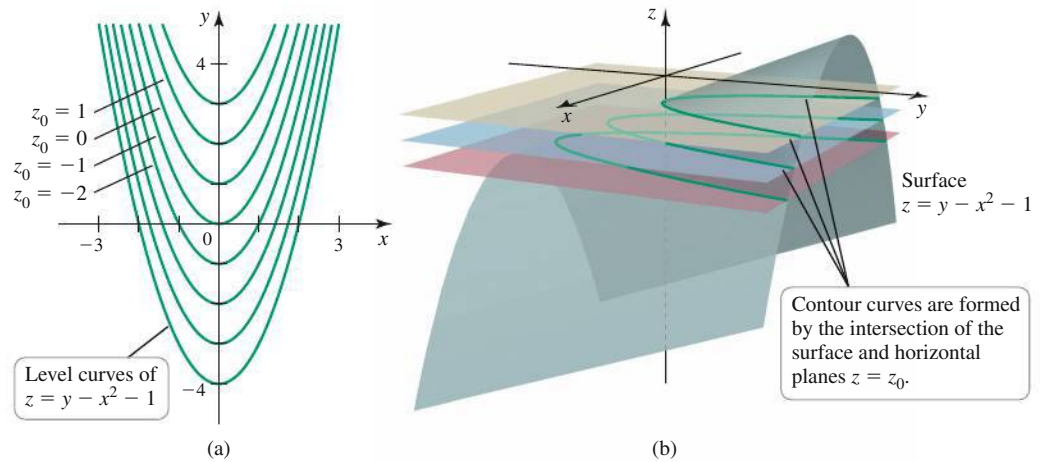 y
4
z₀ = 1
z₀ = 0
z₀ = −1
z₀ = −2
−3
0
3
x
−4
Level curves of
z = y − x² − 1
(a)
z
x
y
Surface
z = y − x² − 1
Contour curves are formed
by the intersection of the
surface and horizontal
planes z = z₀.
(b)